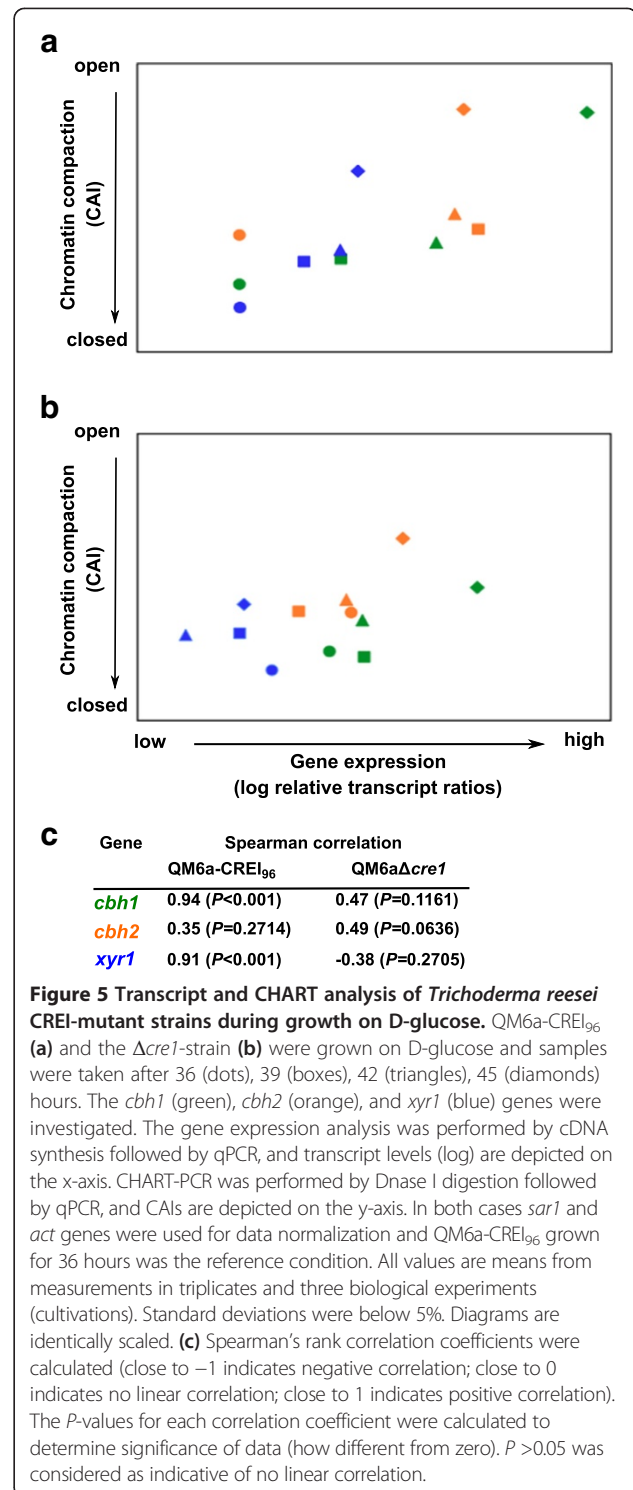 a
open
Chromatin compaction
(CAI)
closed
b
open
Chromatin compaction
(CAI)
closed
low
high
Gene expression
(log relative transcript ratios)
c
Gene Spearman correlation
QM6a-CREI96 QM6aΔcre1
cbh1 0.94 (P<0.001) 0.47 (P=0.1161)
cbh2 0.35 (P=0.2714) 0.49 (P=0.0636)
xyr1 0.91 (P<0.001) -0.38 (P=0.2705)
Figure 5 Transcript and CHART analysis of Trichoderma reesei
CREI-mutant strains during growth on D-glucose. QM6a-CREI96
(a) and the Δcre1-strain (b) were grown on D-glucose and samples
were taken after 36 (dots), 39 (boxes), 42 (triangles), 45 (diamonds)
hours. The cbh1 (green), cbh2 (orange), and xyr1 (blue) genes were
investigated. The gene expression analysis was performed by cDNA
synthesis followed by qPCR, and transcript levels (log) are depicted on
the x-axis. CHART-PCR was performed by Dnase I digestion followed
by qPCR, and CAIs are depicted on the y-axis. In both cases sar1 and
act genes were used for data normalization and QM6a-CREI96 grown
for 36 hours was the reference condition. All values are means from
measurements in triplicates and three biological experiments
(cultivations). Standard deviations were below 5%. Diagrams are
identically scaled. (c) Spearman's rank correlation coefficients were
calculated (close to −1 indicates negative correlation; close to 0
indicates no linear correlation; close to 1 indicates positive correlation).
The P-values for each correlation coefficient were calculated to
determine significance of data (how different from zero). P >0.05 was
considered as indicative of no linear correlation.